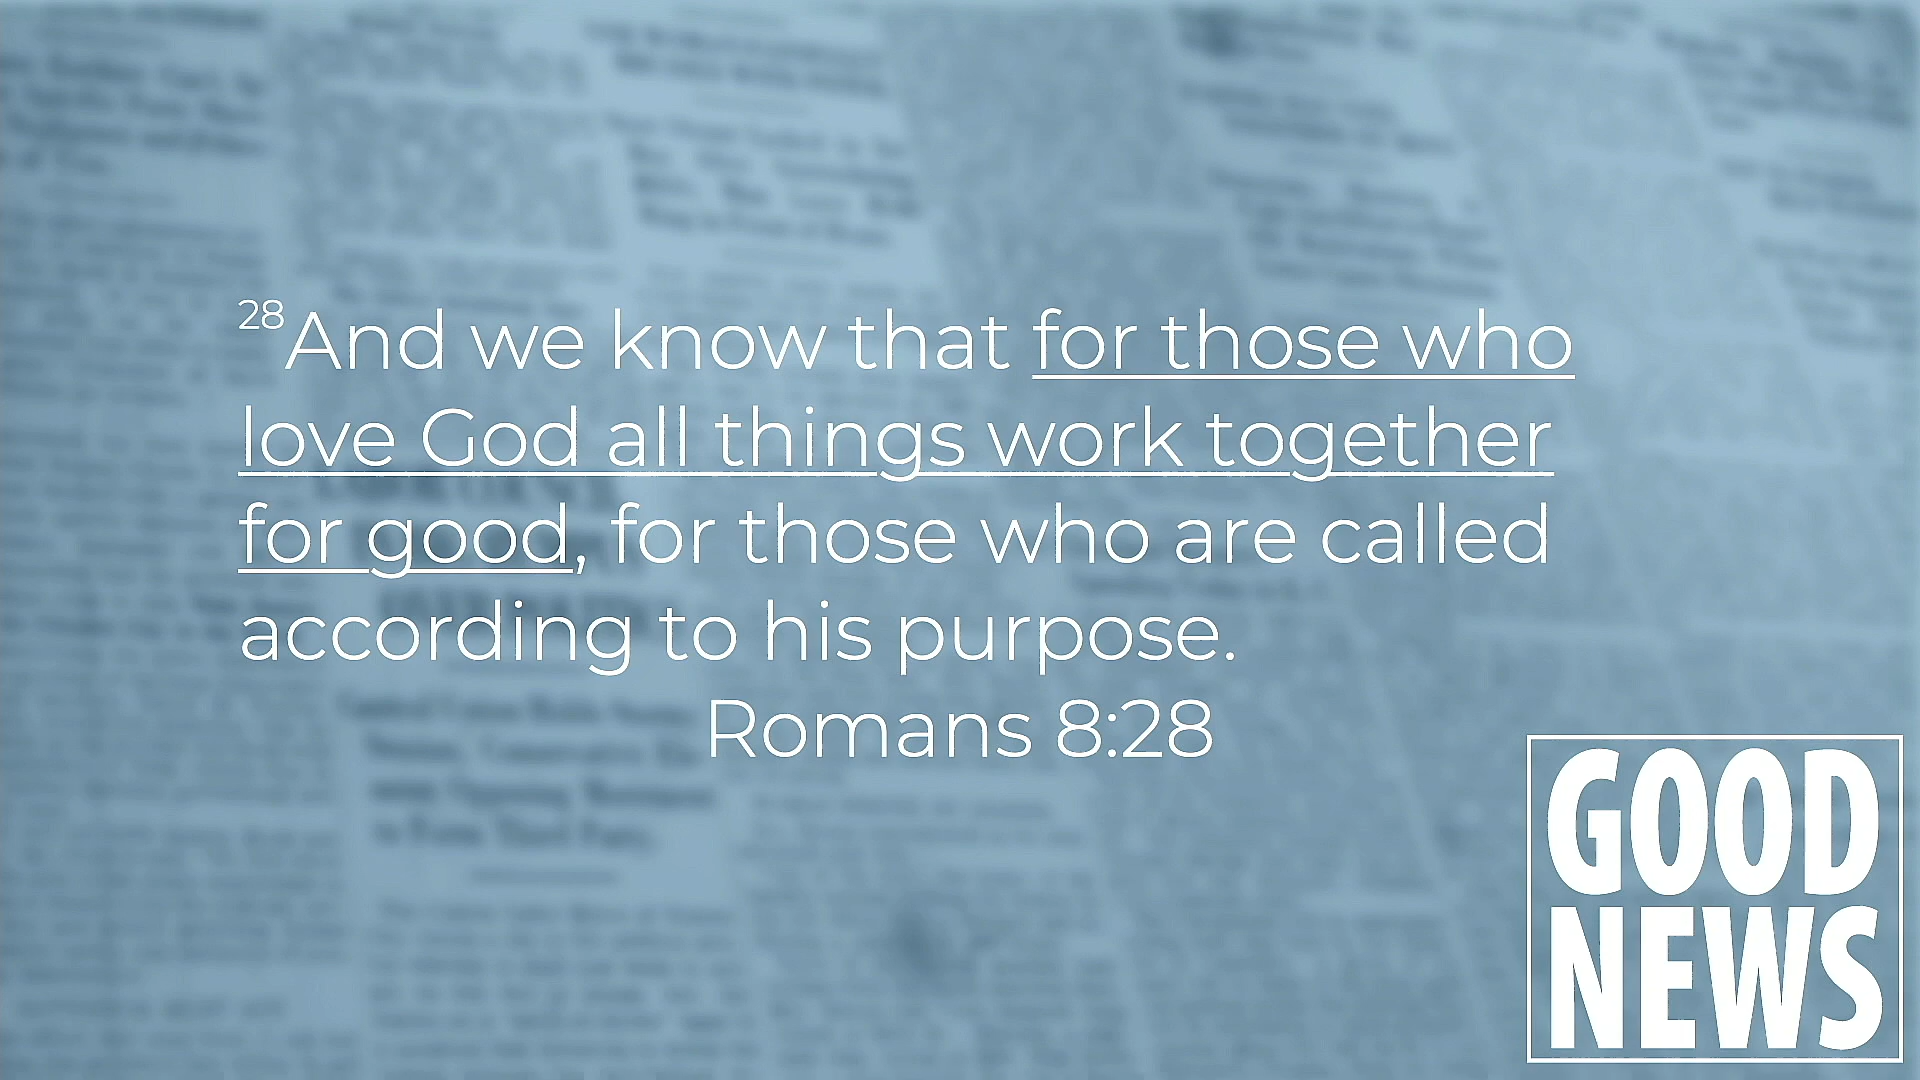 28And we know that for those who
love God all things work together
for good, for those who are called
according to his purpose.
Romans 8:28
GOOD
NEWS